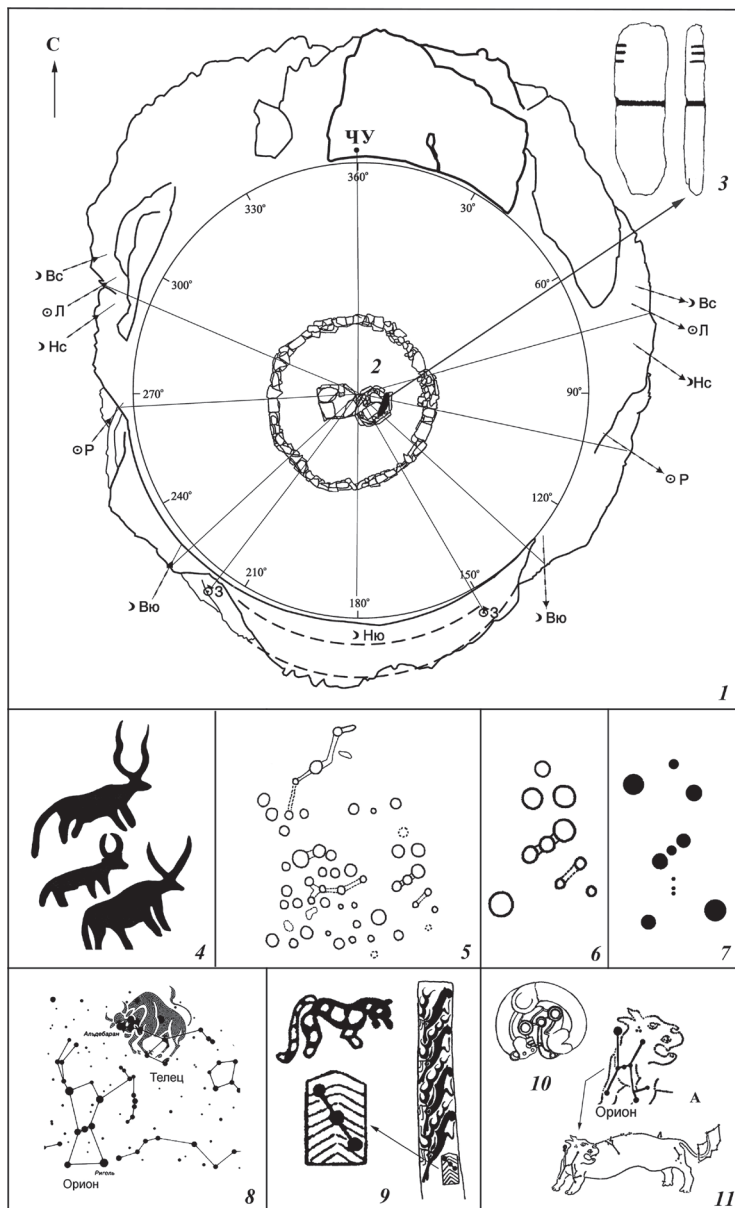 С
ЧУ
3
360°
330°
30°
300°
60°
☽ Вс
☽ Вс
☉ Л
☉ Л
☽ Нс
☽ Нс
2
270°
90°
☉ Р
☉ Р
240°
120°
210°
150°
180°
☉ З
☉ З
☽ Вю
☽ Ню
☽ Вю
1
4
5
6
7
Альдебаран
Телец
Ригель
Орион
8
9
10
Орион
А
11